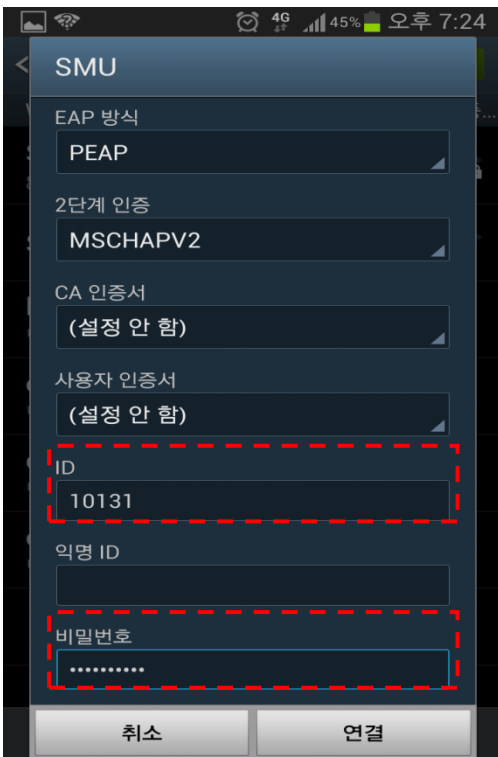 4G 45% 오후 7:24
SMU
EAP 방식
PEAP
2단계 인증
MSCHAPV2
CA 인증서
(설정 안 함)
사용자 인증서
(설정 안 함)
ID
10131
익명 ID
비밀번호
••••••••••
취소 연결